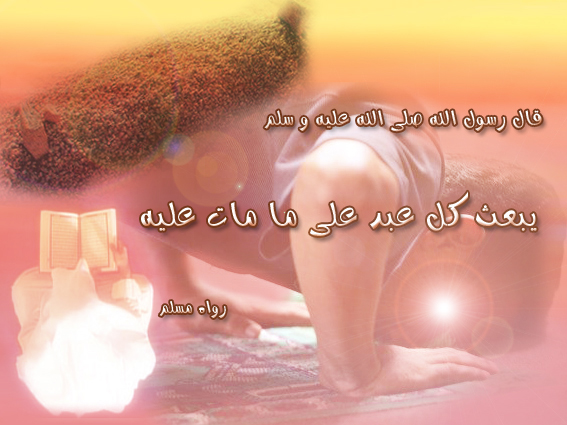 قال رسول الله صلى الله عليه و سلم
يبعث كل عبد على ما مات عليه
رواه مسلم